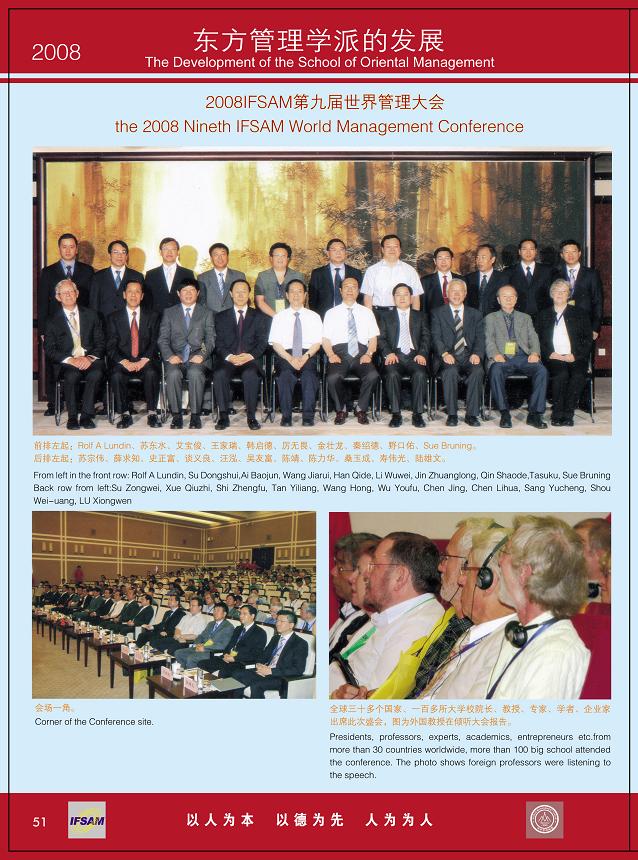 2008
东方管理学派的发展
The Development of the School of Oriental Management
2008IFSAM第九届世界管理大会
the 2008 Nineth IFSAM World Management Conference
前排左起：Rolf A Lundin、苏东水、艾宝俊、王家瑞、韩启德、厉无畏、金壮龙、秦绍德、野口佑、Sue Bruning。
后排左起：苏宗伟、薛求知、史正富、谈义良、汪泓、吴友富、陈靖、陈力华、桑玉成、寿伟光、陆雄文。
From left in the front row: Rolf A Lundin, Su Dongshui,Ai Baojun, Wang Jiarui, Han Qide, Li Wuwei, Jin Zhuanglong, Qin Shaode,Tasuku, Sue Bruning
Back row from left:Su Zongwei, Xue Qiuzhi, Shi Zhengfu, Tan Yiliang, Wang Hong, Wu Youfu, Chen Jing, Chen Lihua, Sang Yucheng, Shou
Wei-uang, LU Xiongwen
会场一角。
Corner of the Conference site.
全球三十多个国家、一百多所大学校院长、教授、专家、学者、企业家
出席此次盛会，图为外国教授在倾听大会报告。
Presidents, professors, experts, academics, entrepreneurs etc.from
more than 30 countries worldwide, more than 100 big school attended
the conference. The photo shows foreign professors were listening to
the speech.
51
IFSAM
以人为本 以德为先 人为为人